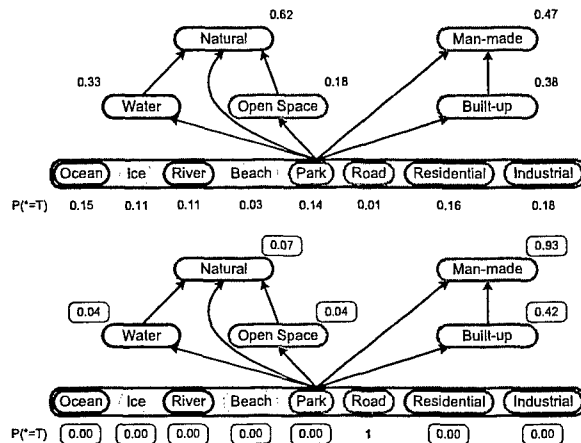 0.62 0.47
Natural Man-made
0.33 0.18 0.38
Water Open Space Built-up
Ocean Ice River Beach Park Road Residential Industrial
P(*=T) 0.15 0.11 0.11 0.03 0.14 0.01 0.16 0.18
0.07 0.93
Natural Man-made
0.04 0.04 0.42
Water Open Space Built-up
Ocean Ice River Beach Park Road Residential Industrial
P(*=T) 0.00 0.00 0.00 0.00 0.00 1 0.00 0.00